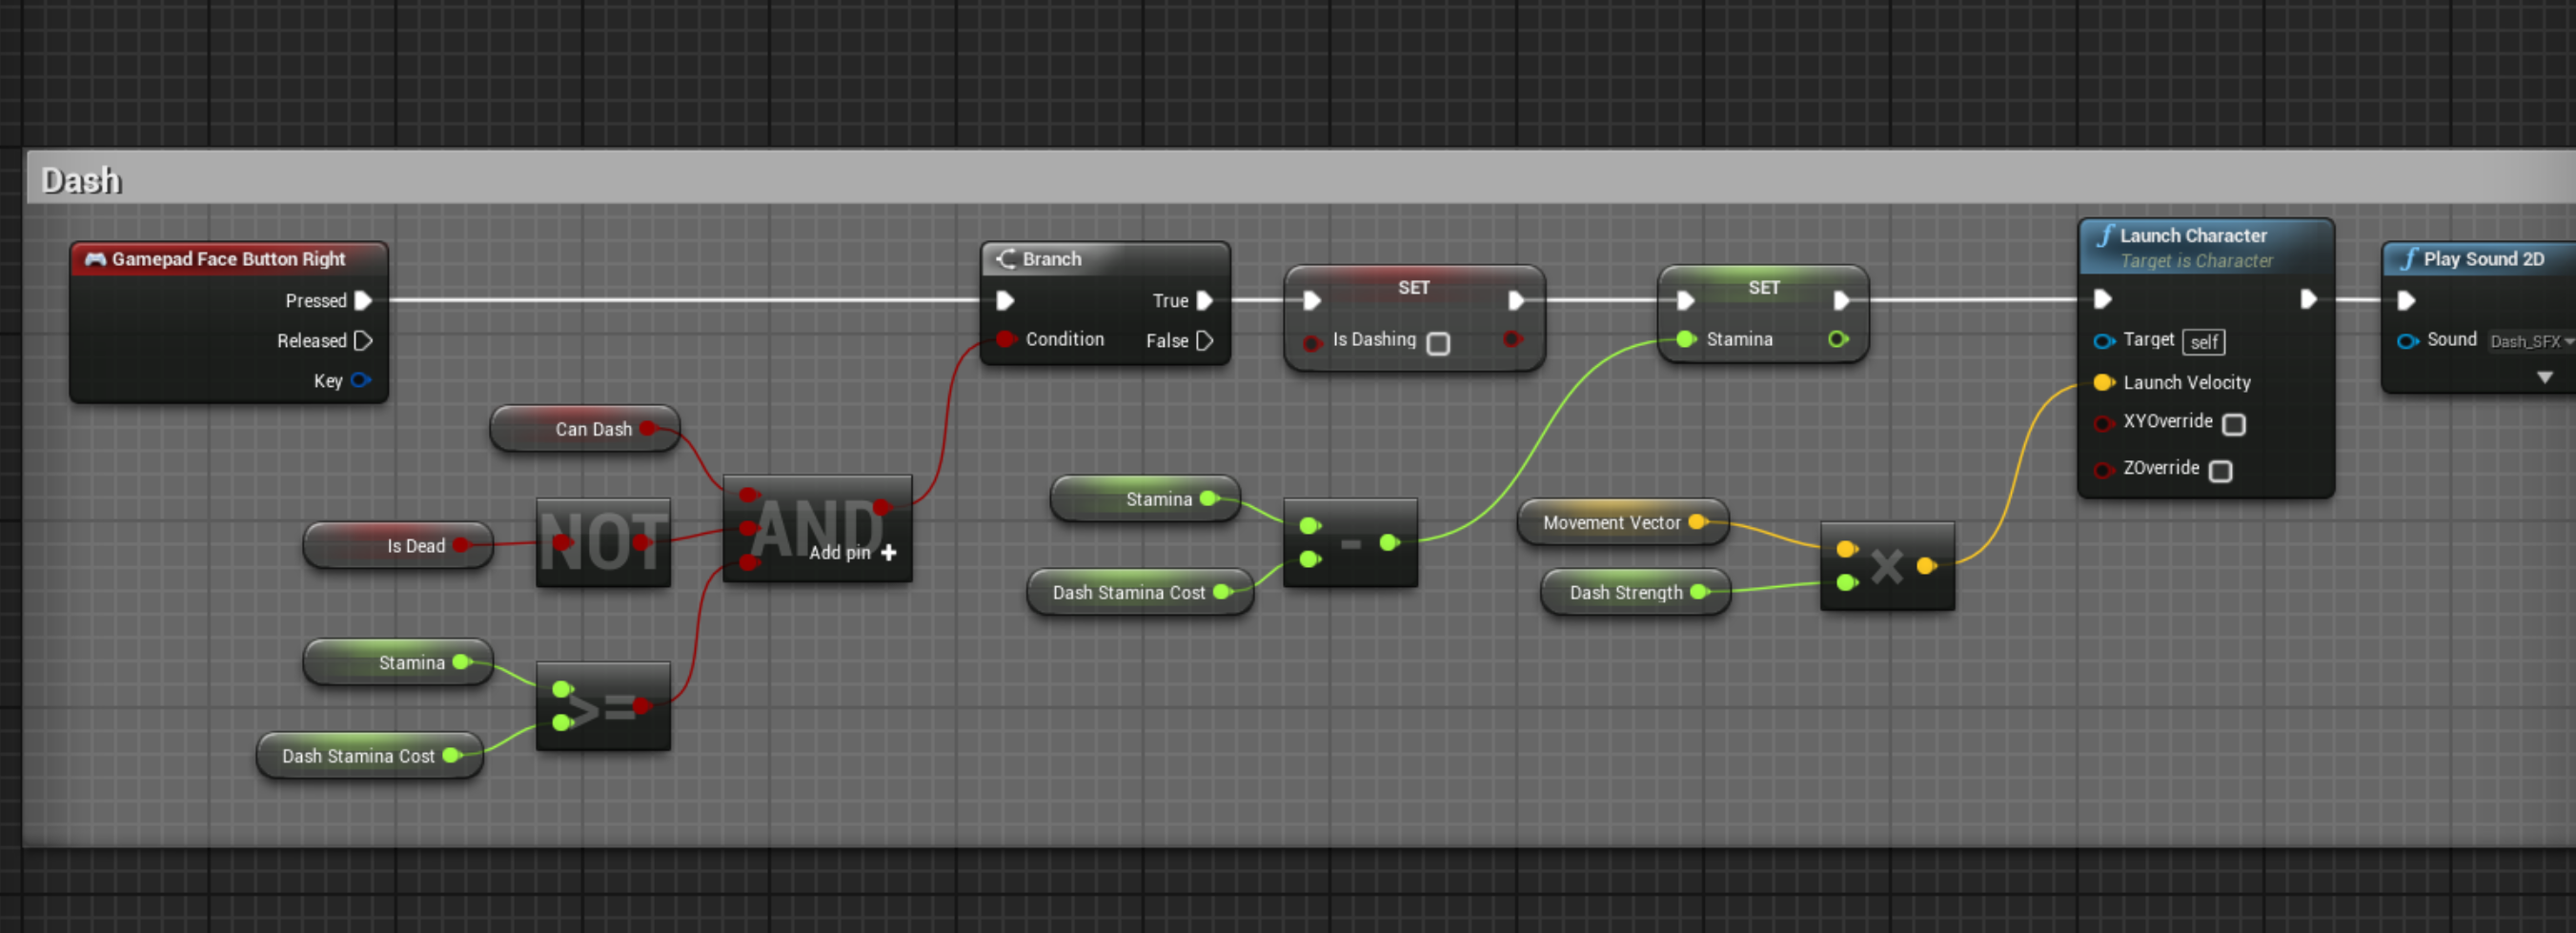 Dash
Gamepad Face Button Right
Pressed
Released
Key
Can Dash
Is Dead
NOT
AND
Add pin +
Stamina
Dash Stamina Cost
>=
Branch
True
Condition
False
SET
Is Dashing
SET
Stamina
Stamina
Dash Stamina Cost
-
Movement Vector
Dash Strength
×
Launch Character
Target is Character
Target self
Launch Velocity
XYOverride
ZOverride
Play Sound 2D
Sound Dash_SFX